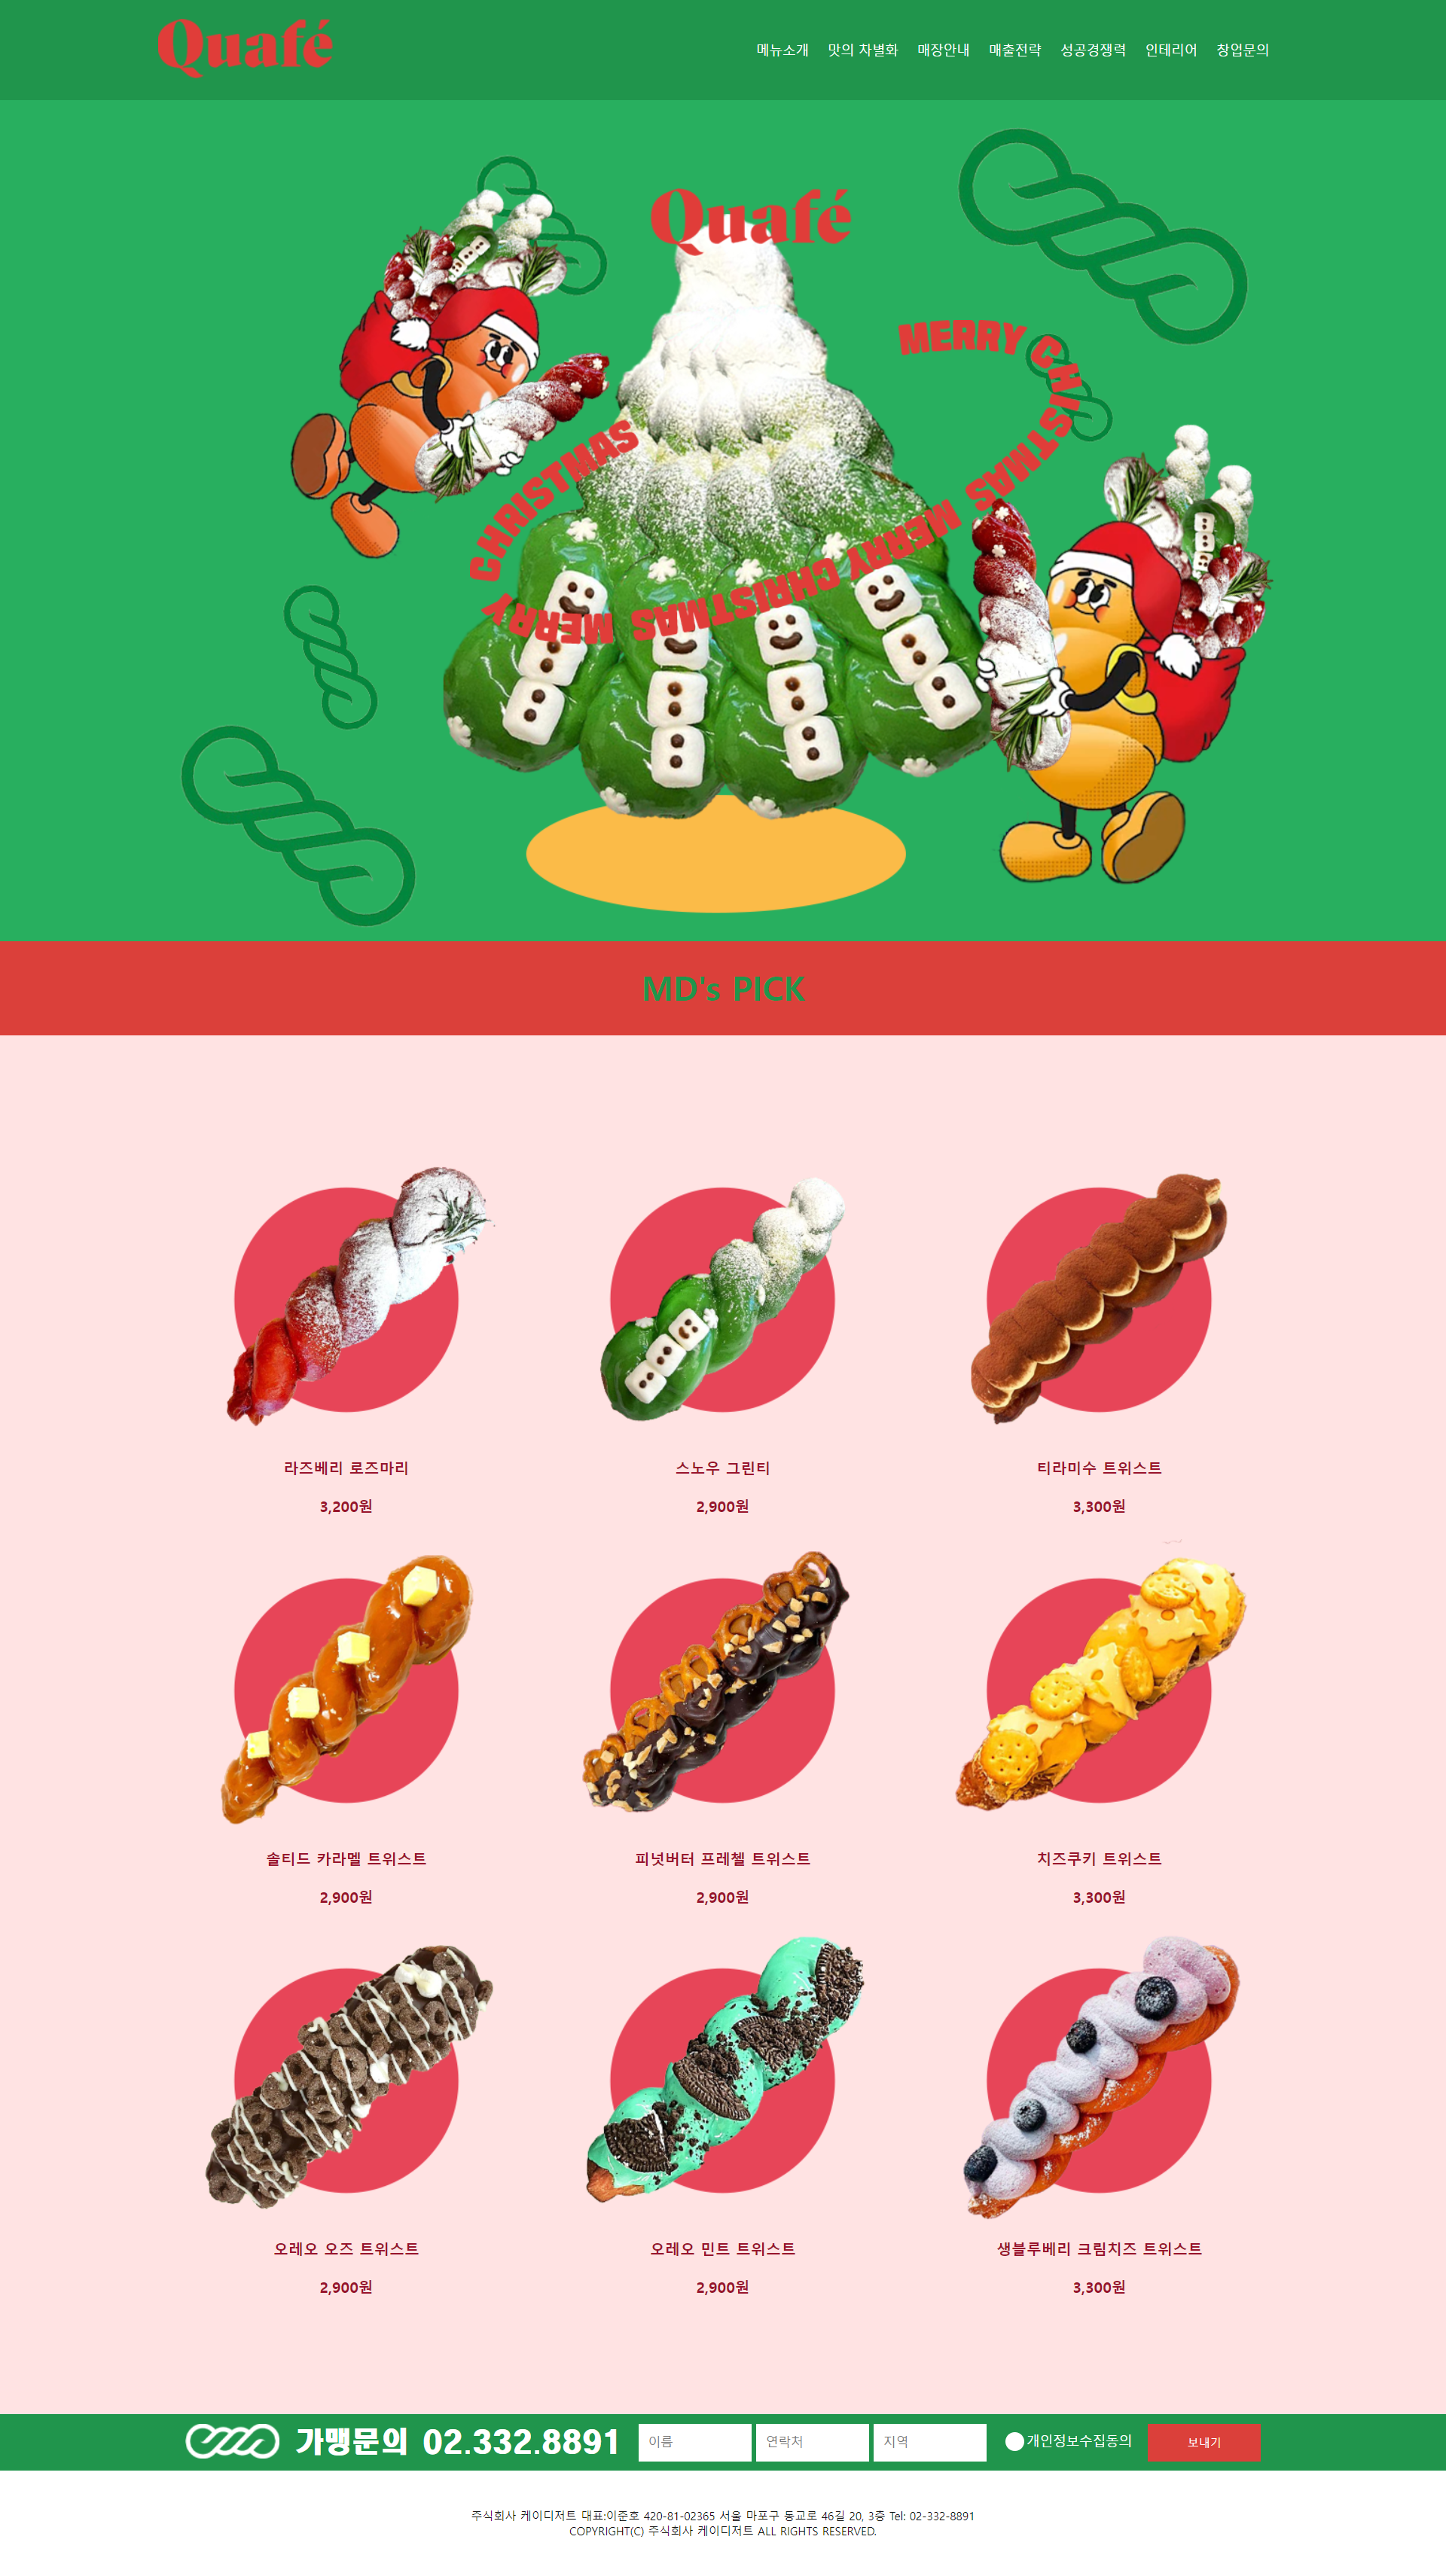 Quafé
메뉴소개 맛의 차별화 매장안내 매출전략 성공경쟁력 인테리어 창업문의
Quafé
MERRY CHISTMAS MERRY CHRISTMAS MERRY CHRISTMAS
MD's PICK
라즈베리 로즈마리 스노우 그린티 티라미수 트위스트
3,200원 2,900원 3,300원
솔티드 카라멜 트위스트 피넛버터 프레첼 트위스트 치즈쿠키 트위스트
2,900원 2,900원 3,300원
오레오 오즈 트위스트 오레오 민트 트위스트 생블루베리 크림치즈 트위스트
2,900원 2,900원 3,300원
가맹문의 02.332.8891 이름 연락처 지역 개인정보수집동의 보내기
주식회사 케이디저트 대표:이준호 420-81-02365 서울 마포구 동교로 46길 20, 3층 Tel: 02-332-8891
COPYRIGHT(C) 주식회사 케이디저트 ALL RIGHTS RESERVED.